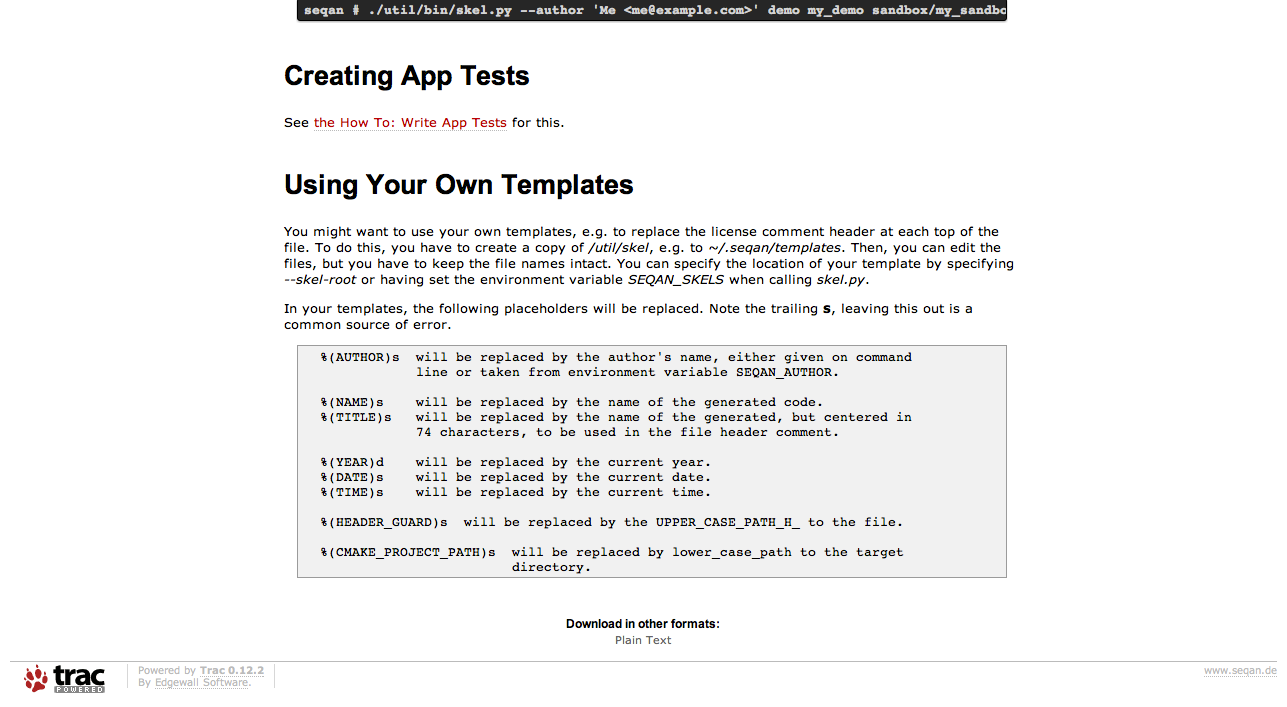 seqan # ./util/bin/skel.py --author 'Me <me@example.com>' demo my_demo sandbox/my_sandbo
Creating App Tests
See the How To: Write App Tests for this.
Using Your Own Templates
You might want to use your own templates, e.g. to replace the license comment header at each top of the
file. To do this, you have to create a copy of /util/skel, e.g. to ~/.seqan/templates. Then, you can edit the
files, but you have to keep the file names intact. You can specify the location of your template by specifying
--skel-root or having set the environment variable SEQAN_SKELS when calling skel.py.
In your templates, the following placeholders will be replaced. Note the trailing s, leaving this out is a
common source of error.
%(AUTHOR)s  will be replaced by the author's name, either given on command
line or taken from environment variable SEQAN_AUTHOR.
%(NAME)s    will be replaced by the name of the generated code.
%(TITLE)s   will be replaced by the name of the generated, but centered in
74 characters, to be used in the file header comment.
%(YEAR)d    will be replaced by the current year.
%(DATE)s    will be replaced by the current date.
%(TIME)s    will be replaced by the current time.
%(HEADER_GUARD)s  will be replaced by the UPPER_CASE_PATH_H_ to the file.
%(CMAKE_PROJECT_PATH)s  will be replaced by lower_case_path to the target
directory.
Download in other formats:
Plain Text
trac
POWERED
Powered by Trac 0.12.2
By Edgewall Software.
www.seqan.de